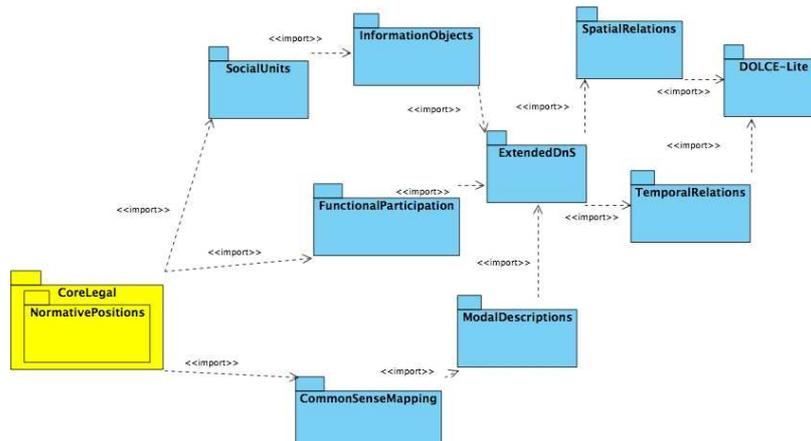 <<import>>
InformationObjects
SpatialRelations
SocialUnits
<<import>>
DOLCE-Lite
<<import>>
<<import>>
ExtendedDnS
<<import>>
<<import>>
TemporalRelations
FunctionalParticipation
<<import>>
<<import>>
<<import>>
<<import>>
CoreLegal
NormativePositions
ModalDescriptions
<<import>>
<<import>>
CommonSenseMapping